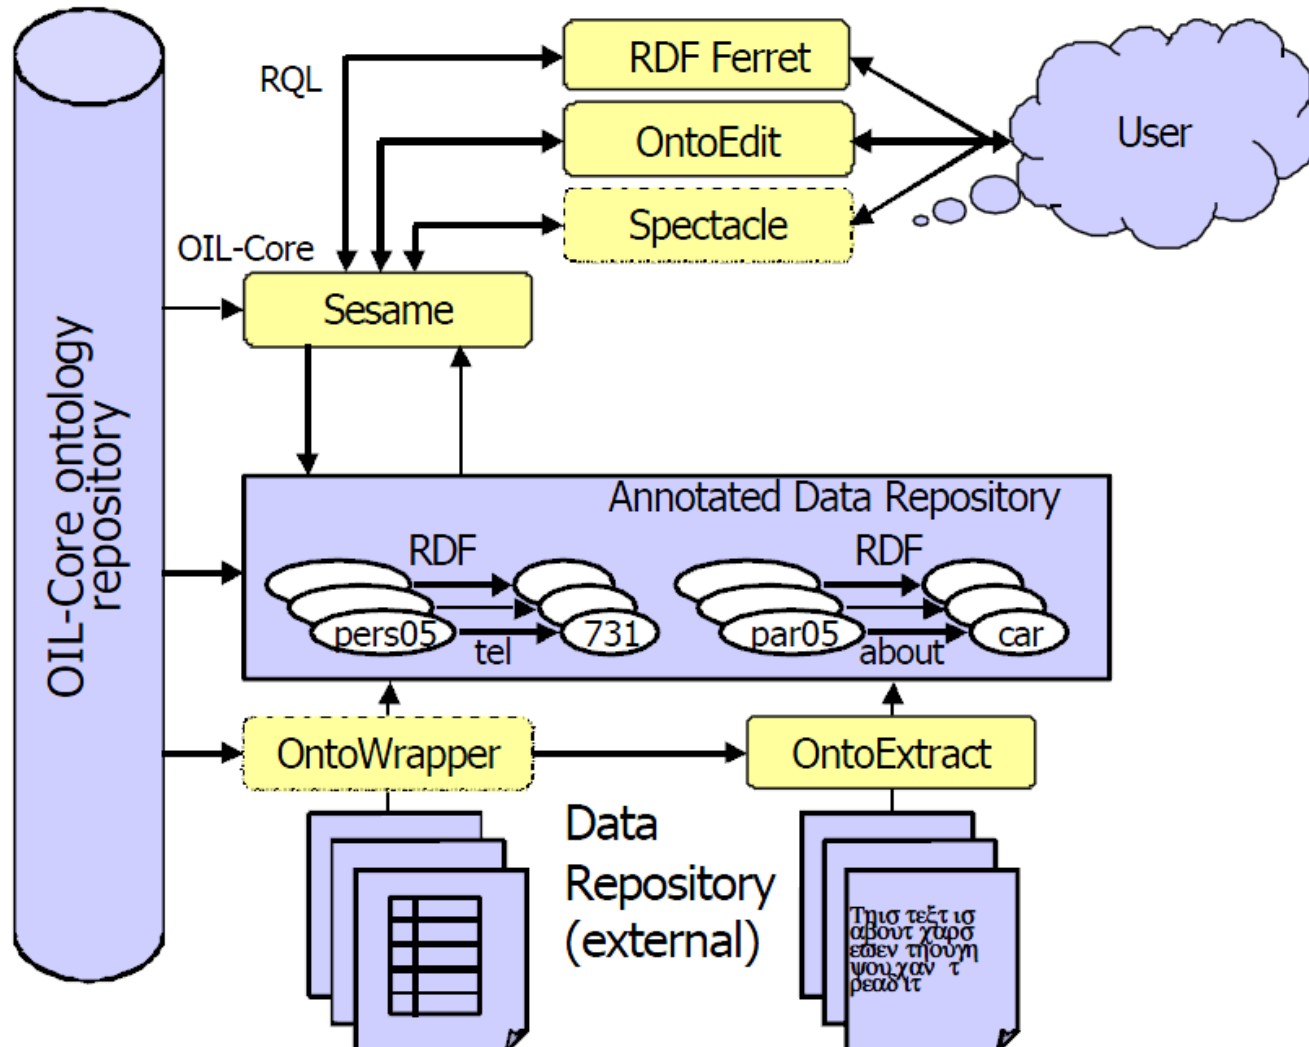 RDF Ferret
RQL
OntoEdit
User
Spectacle
OIL-Core
Sesame
OIL-Core ontology
repository
Annotated Data Repository
RDF
RDF
pers05
731
par05
car
tel
about
OntoWrapper
OntoExtract
Data
Repository
(external)
Τηισ τεξτ ισ
αβουτ χαρσ
εϖεν τηουγη
ψου χαν τ
ρεαδ ιτ